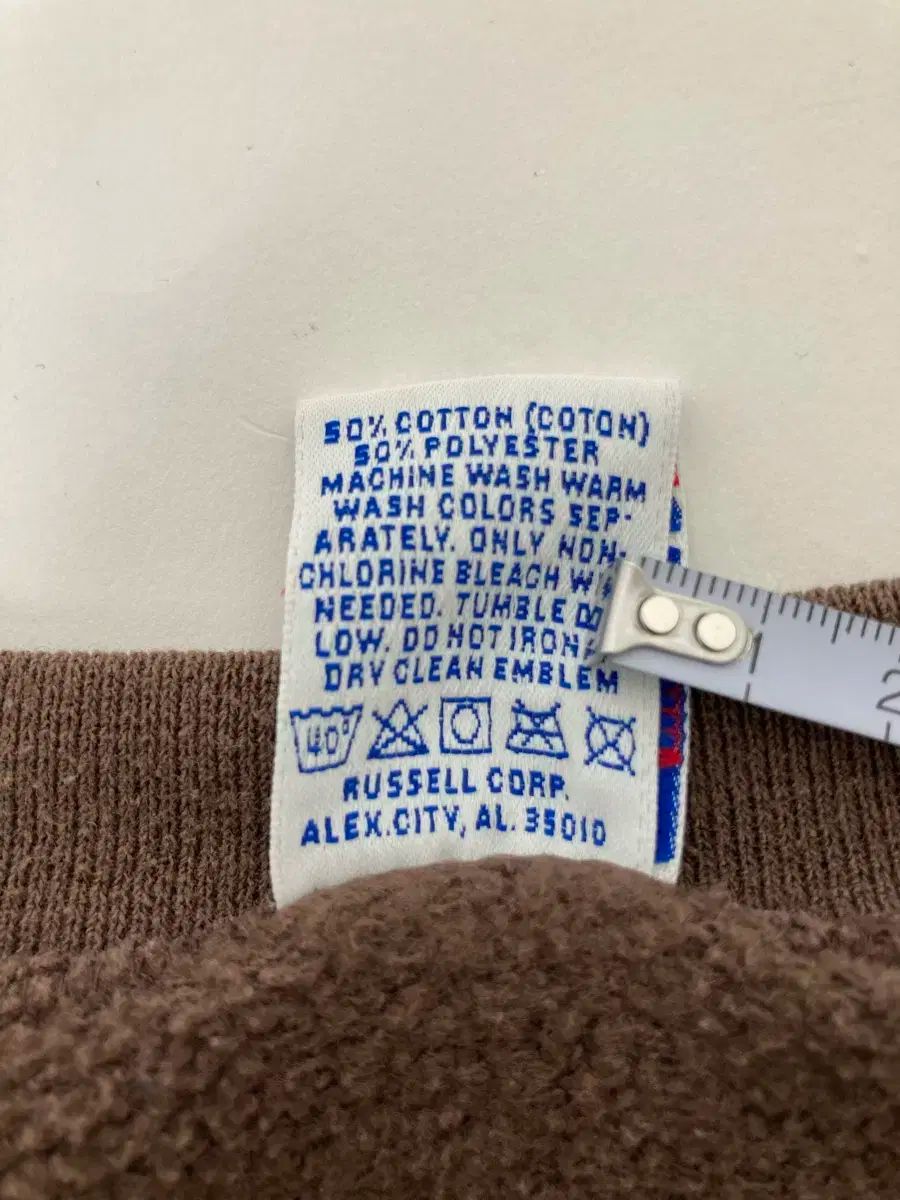 50% COTTON (COTON)
50% POLYESTER
MACHINE WASH WARM
WASH COLORS SEP-
ARATELY. ONLY NON-
CHLORINE BLEACH
NEEDED. TUMBLE
LOW. DO NOT IRON
DRY CLEAN EMBLEM
40°
RUSSELL CORP.
ALEX.CITY, AL. 35010
2